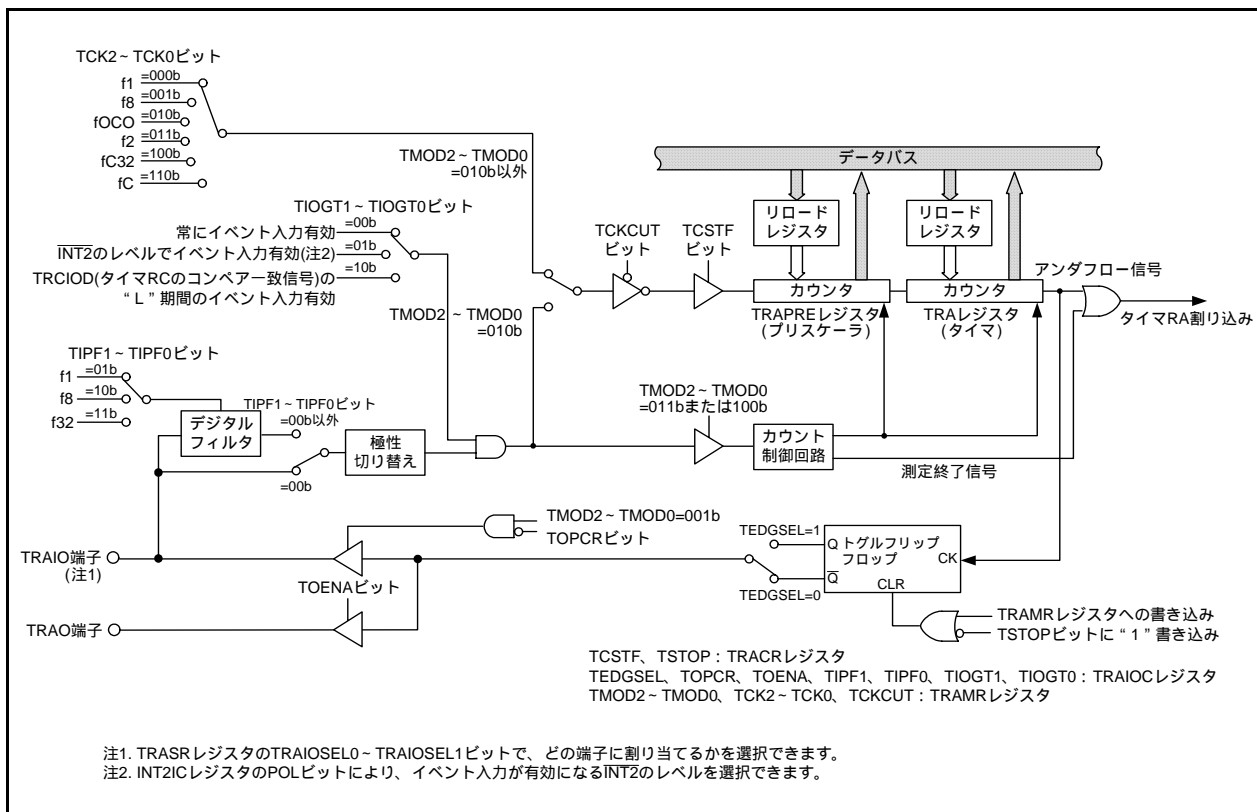 TCK2～TCK0ビット
f1 =000b
f8 =001b
fOCO =010b
f2 =011b
fC32 =100b
fC =110b
TMOD2～TMOD0
=010b以外
データバス
リロード
レジスタ
リロード
レジスタ
TIOGT1～TIOGT0ビット
常にイベント入力有効 =00b
INT2のレベルでイベント入力有効(注2) =01b
TRCIOD(タイマRCのコンペア一致信号)の =10b
“L”期間のイベント入力有効
TCKCUT
ビット
TCSTF
ビット
アンダフロー信号
カウンタ
カウンタ
TRAPREレジスタ
(プリスケーラ)
TRAレジスタ
(タイマ)
タイマRA割り込み
TMOD2～TMOD0
=010b
TIPF1～TIPF0ビット
f1 =01b
f8 =10b
f32 =11b
デジタル
フィルタ
TIPF1～TIPF0ビット
=00b以外
=00b
極性
切り替え
TMOD2～TMOD0
=011bまたは100b
カウント
制御回路
測定終了信号
TMOD2～TMOD0=001b
TOPCRビット
TRAIO端子
(注1)
TOENAビット
TRAO端子
TEDGSEL=1
TEDGSEL=0
Q トグルフリップ
フロップ
CK
Q
CLR
TRAMRレジスタへの書き込み
TSTOPビットに“1”書き込み
TCSTF、TSTOP：TRACRレジスタ
TEDGSEL、TOPCR、TOENA、TIPF1、TIPF0、TIOGT1、TIOGT0：TRAIOCレジスタ
TMOD2～TMOD0、TCK2～TCK0、TCKCUT：TRAMRレジスタ
注1. TRASRレジスタのTRAIOSEL0～TRAIOSEL1ビットで、どの端子に割り当てるかを選択できます。
注2. INT2ICレジスタのPOLビットにより、イベント入力が有効になるINT2のレベルを選択できます。